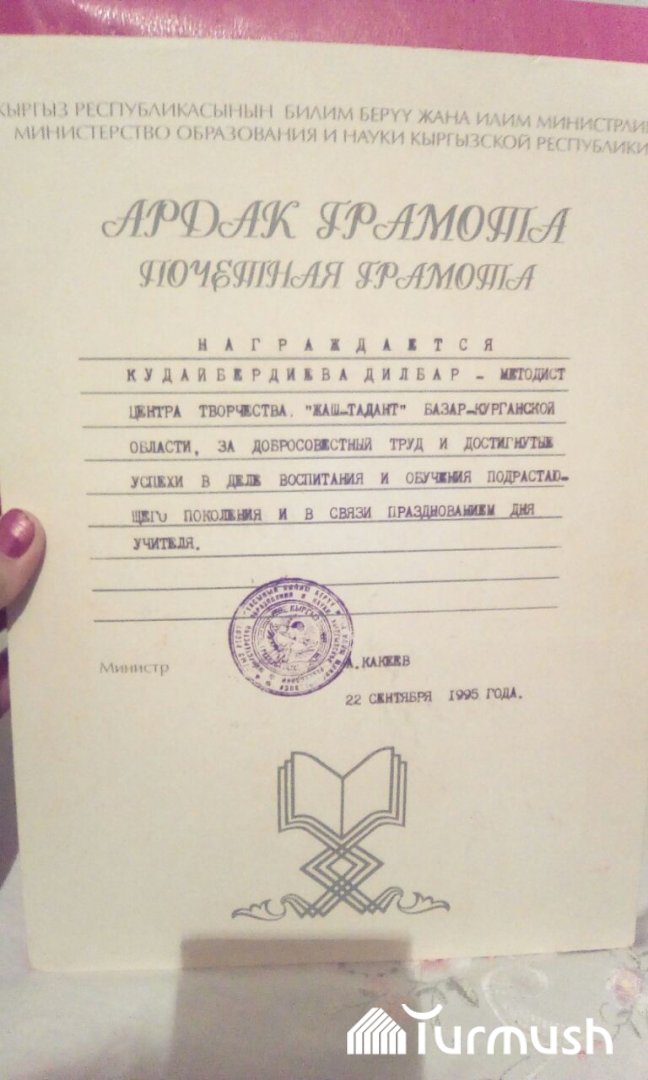 КЫРГЫЗ РЕСПУБЛИКАСЫНЫН БИЛИМ БЕРҮҮ ЖАНА ИЛИМ МИНИСТРЛИ
МИНИСТЕРСТВО ОБРАЗОВАНИЯ И НАУКИ КЫРГЫЗСКОЙ РЕСПУБЛИКИ
АРДАК ГРАМОТА
ПОЧЕТНАЯ ГРАМОТА
НАГРАЖДАЕТСЯ
КУДАЙБЕРДИЕВА ДИЛБАР - МЕТОДИСТ
ЦЕНТРА ТВОРЧЕСТВА. "ЖАШ-ТАДАНТ" БАЗАР-КУРГАНСКОЙ
ОБЛАСТИ, ЗА ДОБРОСОВЕСТНЫЙ ТРУД И ДОСТИГНУТЫЕ
УСПЕХИ В ДЕЛЕ ВОСПИТАНИЯ И ОБУЧЕНИЯ ПОДРАСТАЮ-
ЩЕГО ПОКОЛЕНИЯ И В СВЯЗИ ПРАЗДНОВАНИЕМ ДНЯ
УЧИТЕЛЯ.
Министр
А.КАКЕЕВ
22 СЕНТЯБРЯ 1995 ГОДА.
Turmush